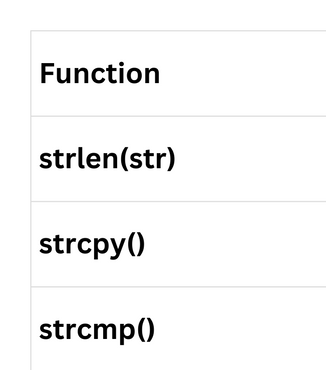 Function
strlen(str)
strcpy()
strcmp()